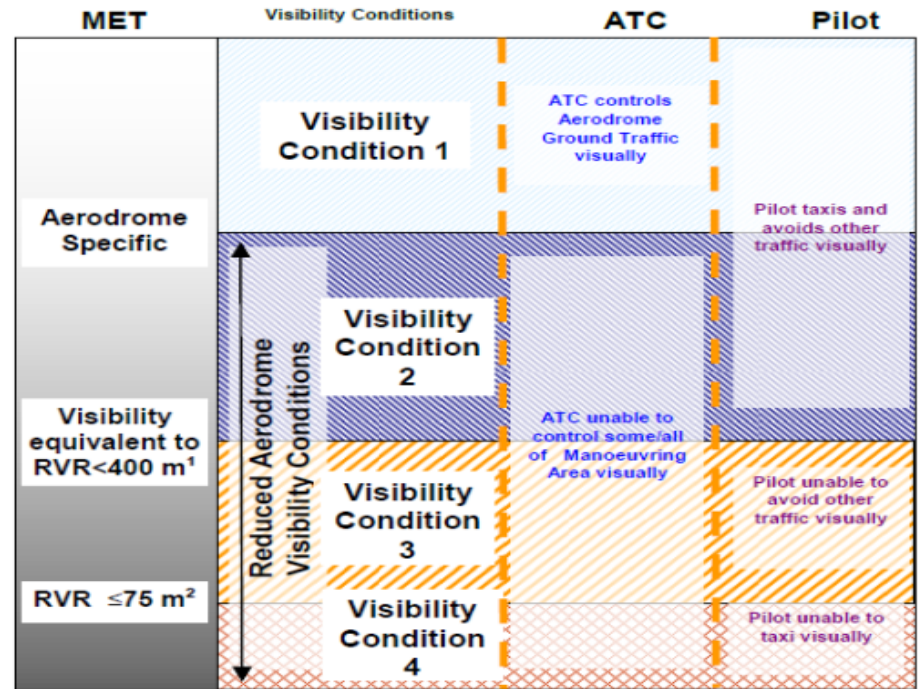 MET
Visibility Conditions
ATC
Pilot
Visibility
Condition 1
ATC controls
Aerodrome
Ground Traffic
visually
Aerodrome
Specific
Pilot taxis and
avoids other
traffic visually
Reduced Aerodrome
Visibility Conditions
Visibility
Condition
2
Visibility
equivalent to
RVR<400 m¹
ATC unable to
control some/all
of Manoeuvring
Area visually
Visibility
Condition
3
Pilot unable to
avoid other
traffic visually
RVR ≤75 m²
Visibility
Condition
4
Pilot unable to
taxi visually